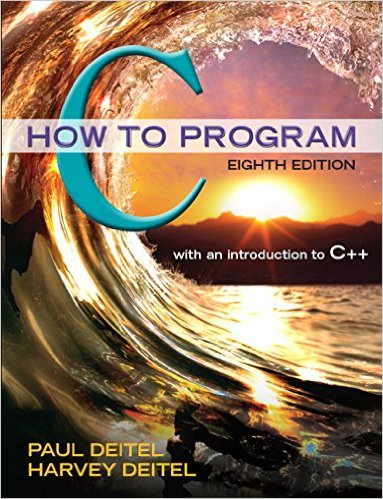 C
HOW TO PROGRAM
EIGHTH EDITION
with an introduction to C++
PAUL DEITEL
HARVEY DEITEL